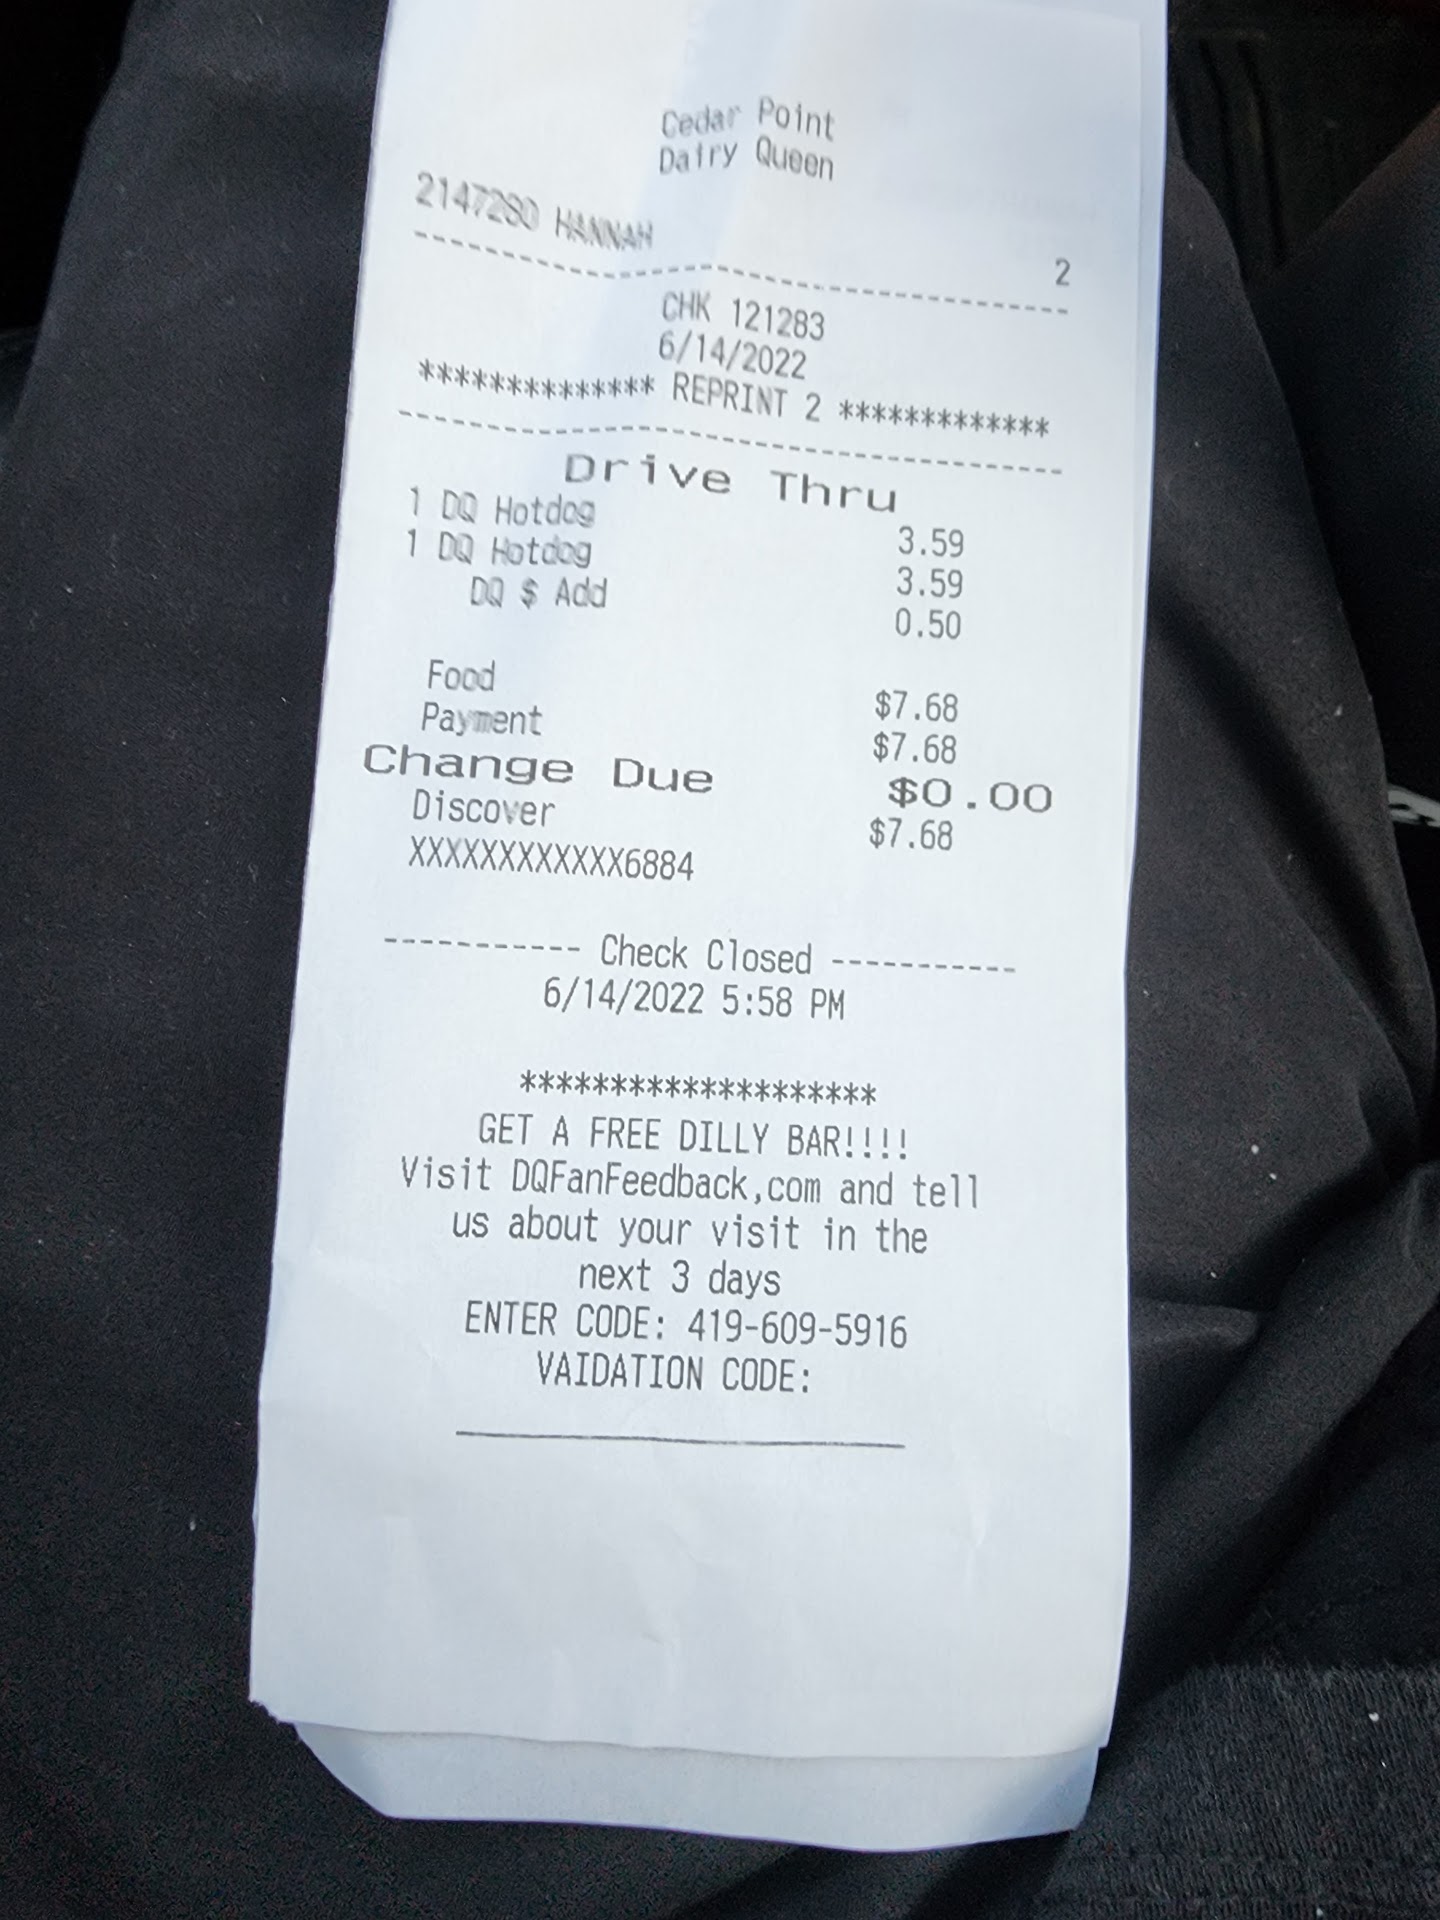 Cedar Point
Dairy Queen
2147280 HANNAH 2
--------------------------------------
CHK 121283
6/14/2022
************** REPRINT 2 *************
--------------------------------------
Drive Thru
1 DQ Hotdog 3.59
1 DQ Hotdog 3.59
DQ $ Add 0.50
Food $7.68
Payment $7.68
Change Due $0.00
Discover $7.68
XXXXXXXXXXXX6884
----------- Check Closed -----------
6/14/2022 5:58 PM
********************
GET A FREE DILLY BAR!!!!
Visit DQFanFeedback,com and tell
us about your visit in the
next 3 days
ENTER CODE: 419-609-5916
VAIDATION CODE: